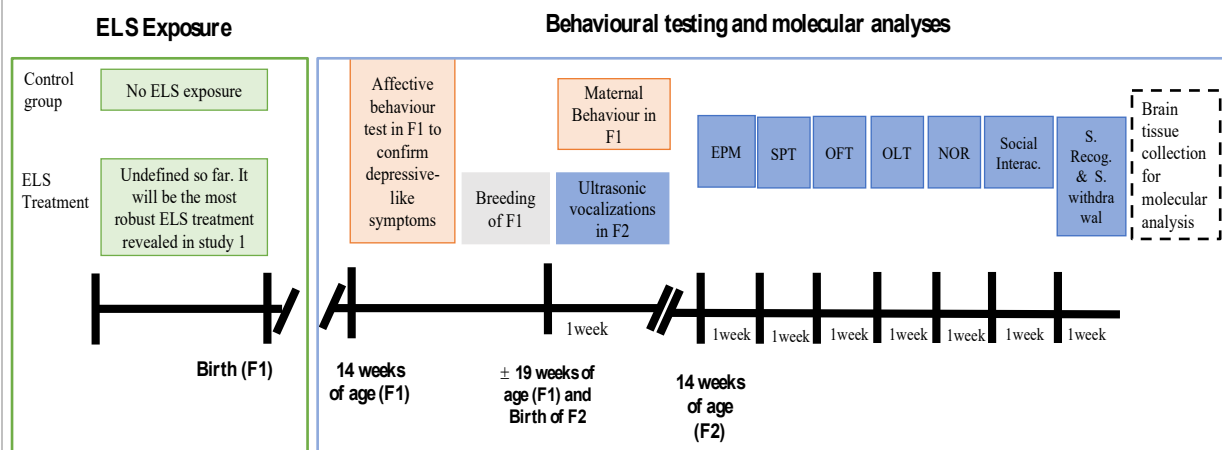 ELS Exposure
Behavioural testing and molecular analyses
Control
group
No ELS exposure
ELS
Treatment
Undefined so far. It
will be the most
robust ELS treatment
revealed in study 1
Affective
behaviour
test in F1 to
confirm
depressive-
like
symptoms
Breeding
of F1
Maternal
Behaviour in
F1
Ultrasonic
vocalizations
in F2
EPM
SPT
OFT
OLT
NOR
Social
Interac.
S.
Recog.
& S.
withdra
wal
Brain
tissue
collection
for
molecular
analysis
1week
1week
1week
1week
1week
1week
1week
1week
Birth (F1)
14 weeks
of age (F1)
± 19 weeks of
age (F1) and
Birth of F2
14 weeks
of age
(F2)